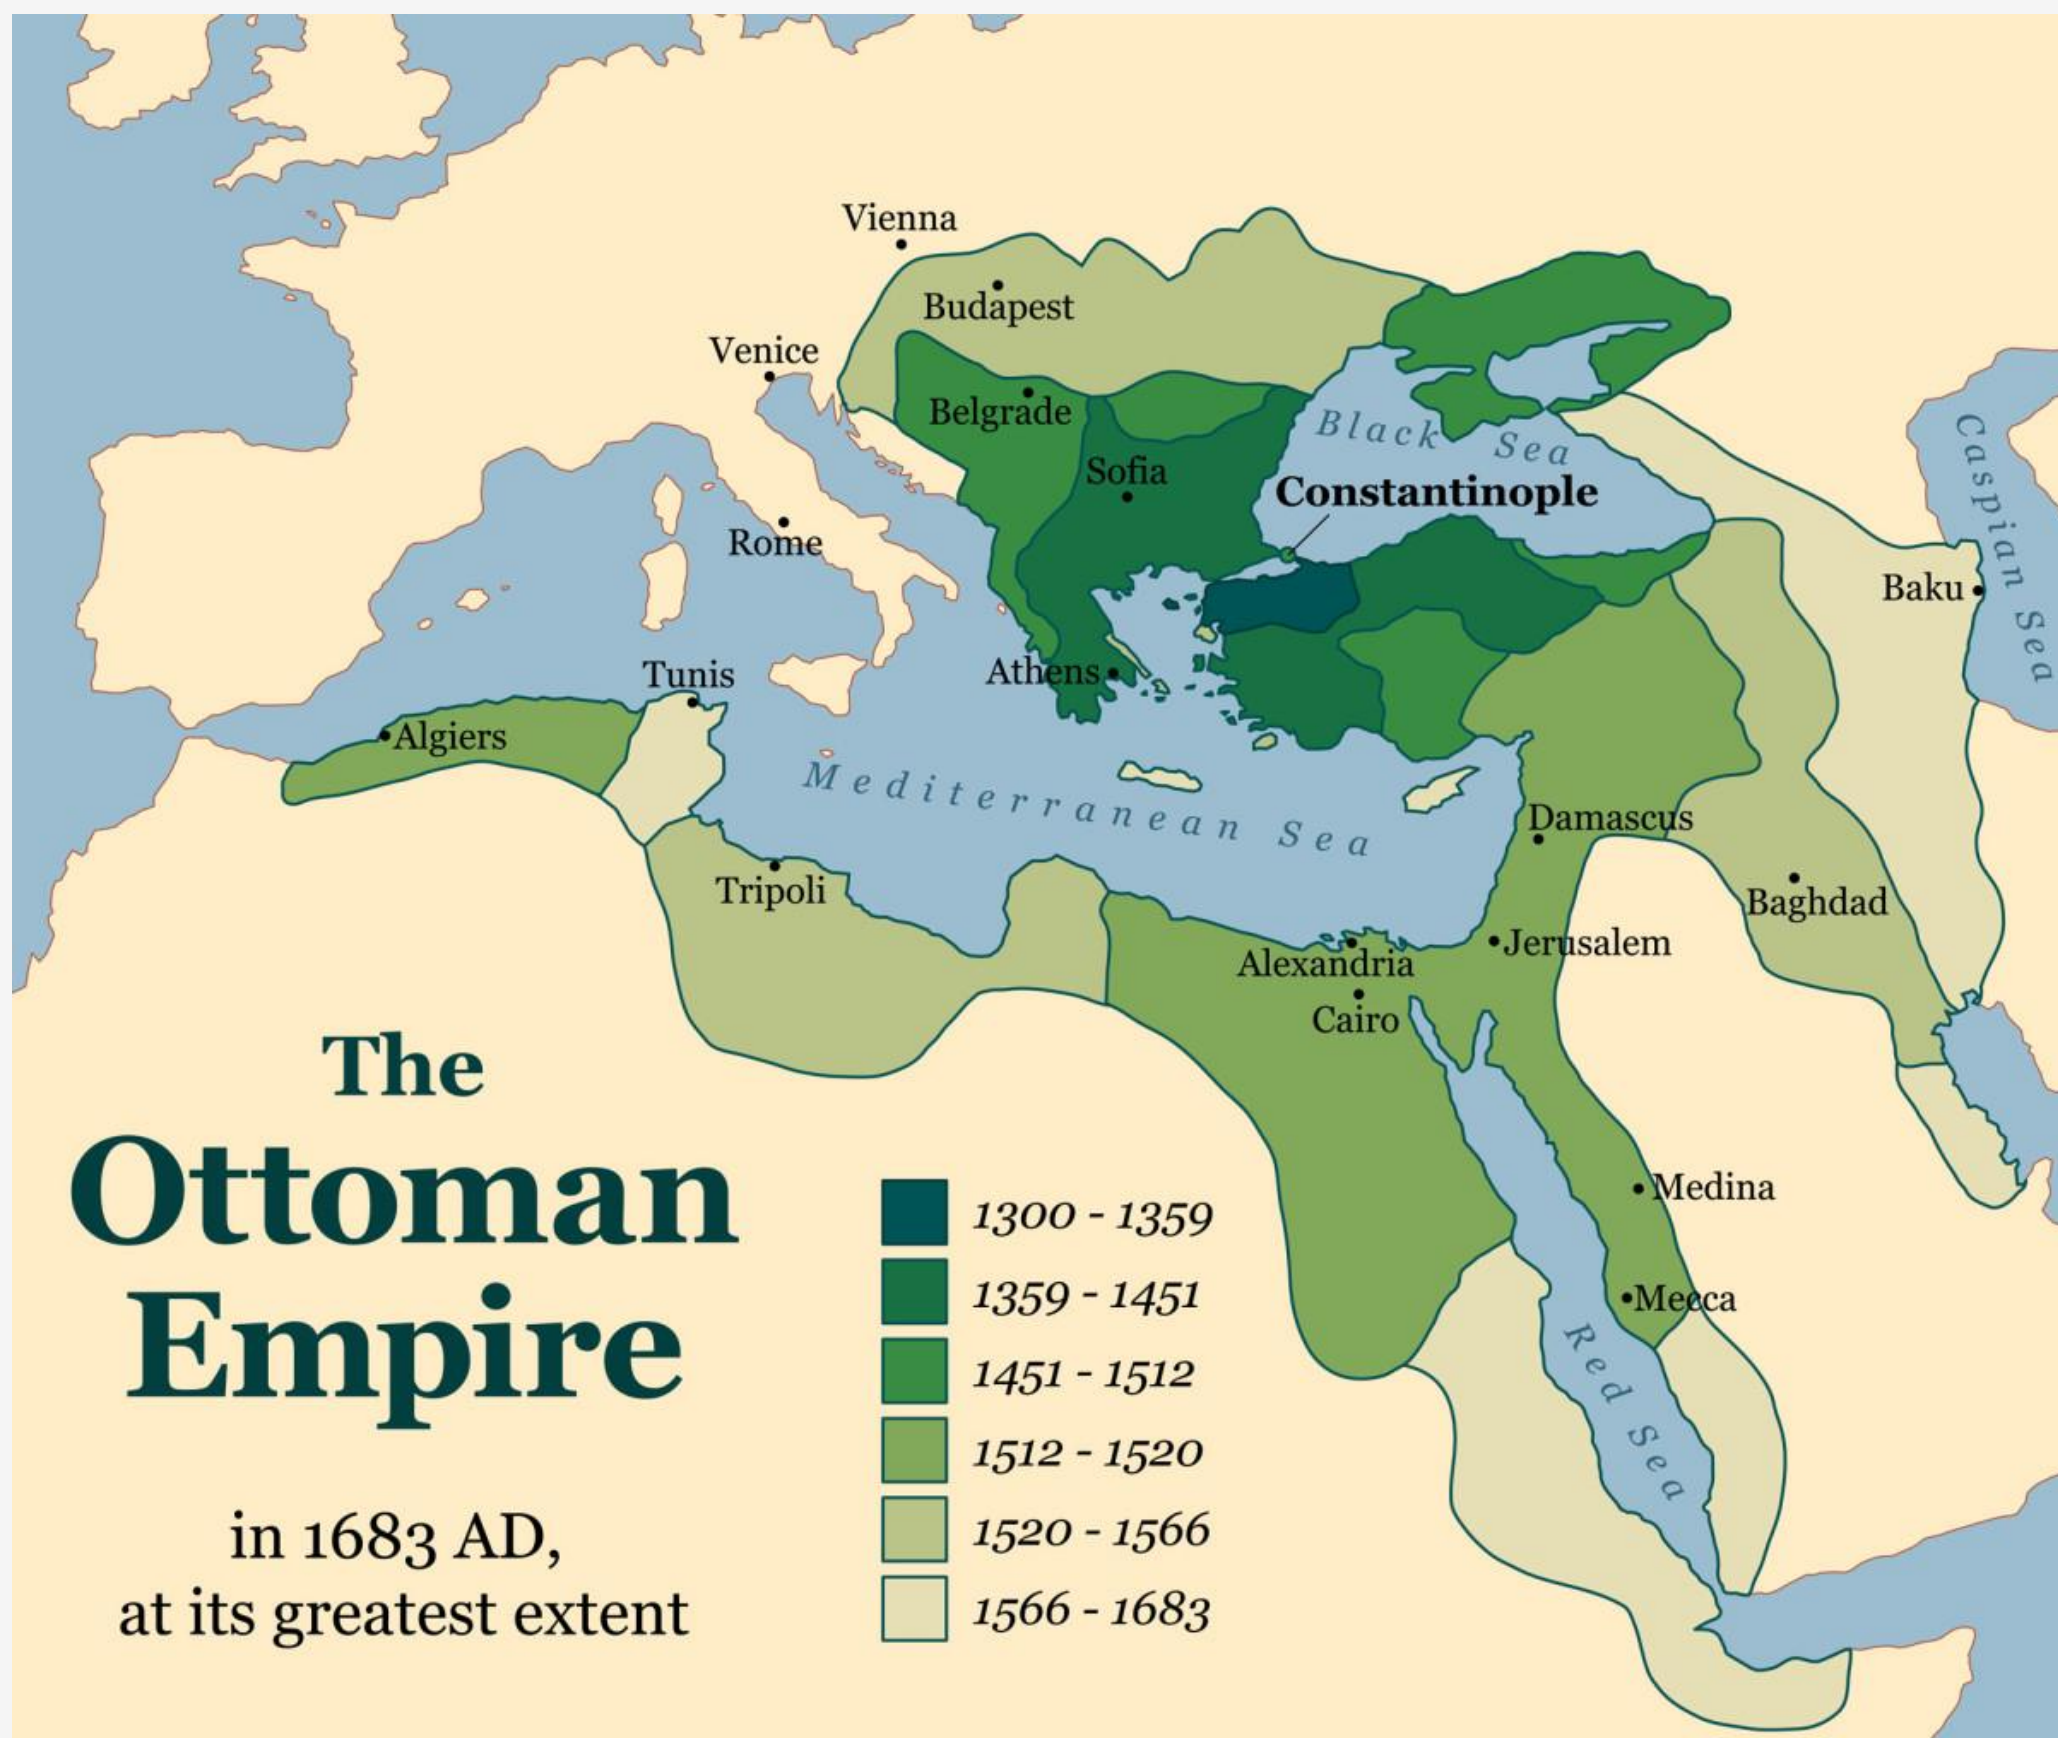 Vienna
Budapest
Venice
Belgrade
Black Sea
Caspian Sea
Sofia
Constantinople
Rome
Baku
Athens
Tunis
Algiers
Mediterranean Sea
Damascus
Tripoli
Baghdad
Jerusalem
Alexandria
Cairo
Medina
Mecca
Red Sea
The
Ottoman
Empire
in 1683 AD,
at its greatest extent
1300 - 1359
1359 - 1451
1451 - 1512
1512 - 1520
1520 - 1566
1566 - 1683